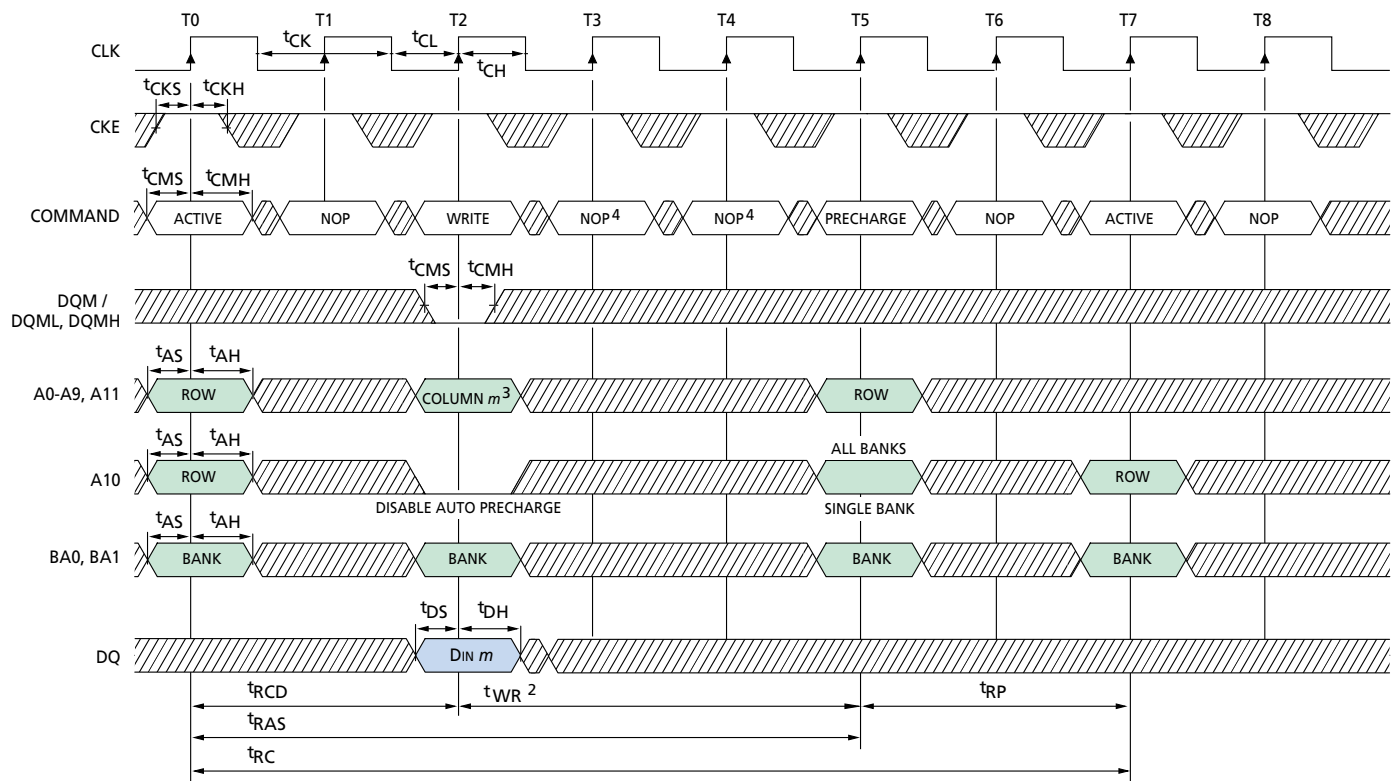 T0 T1 T2 T3 T4 T5 T6 T7 T8
CLK
tCK tCL
tCH
tCKS tCKH
CKE
tCMS tCMH
COMMAND ACTIVE NOP WRITE NOP4 NOP4 PRECHARGE NOP ACTIVE NOP
tCMS tCMH
DQM /
DQML, DQMH
tAS tAH
A0-A9, A11 ROW COLUMN m3 ROW
tAS tAH
ALL BANKS
A10 ROW ROW
DISABLE AUTO PRECHARGE SINGLE BANK
tAS tAH
BA0, BA1 BANK BANK BANK BANK
tDS tDH
DQ DIN m
tRCD tWR 2 tRP
tRAS
tRC